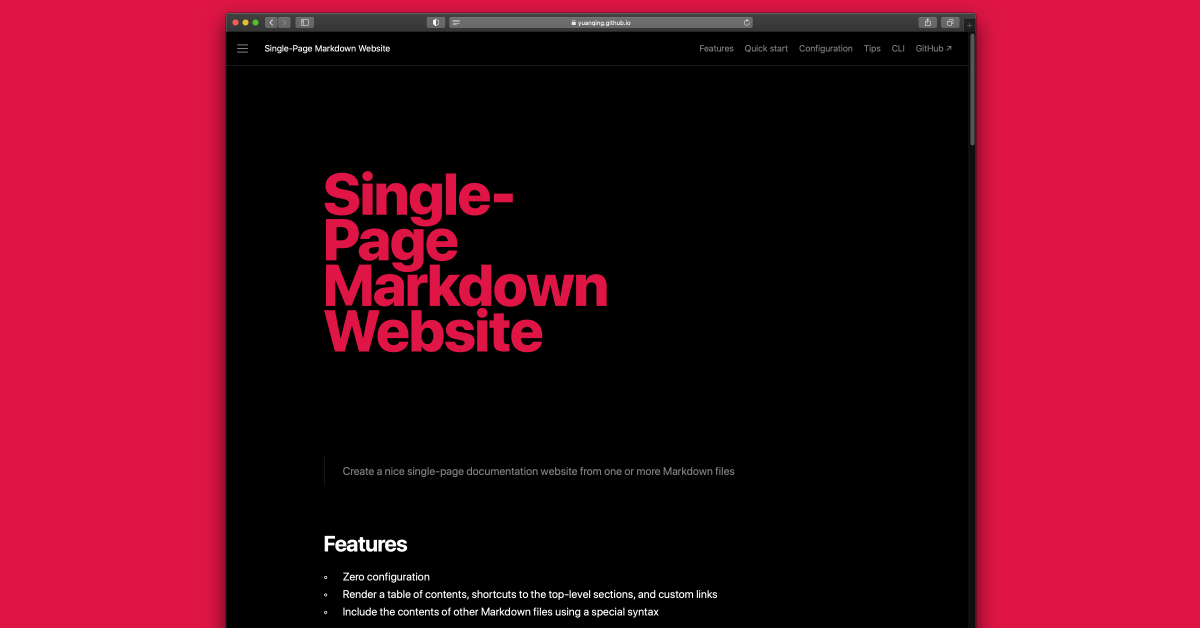 yuanqing.github.io
Single-Page Markdown Website
Features Quick start Configuration Tips CLI GitHub ↗
Single-
Page
Markdown
Website
Create a nice single-page documentation website from one or more Markdown files
Features
Zero configuration
Render a table of contents, shortcuts to the top-level sections, and custom links
Include the contents of other Markdown files using a special syntax